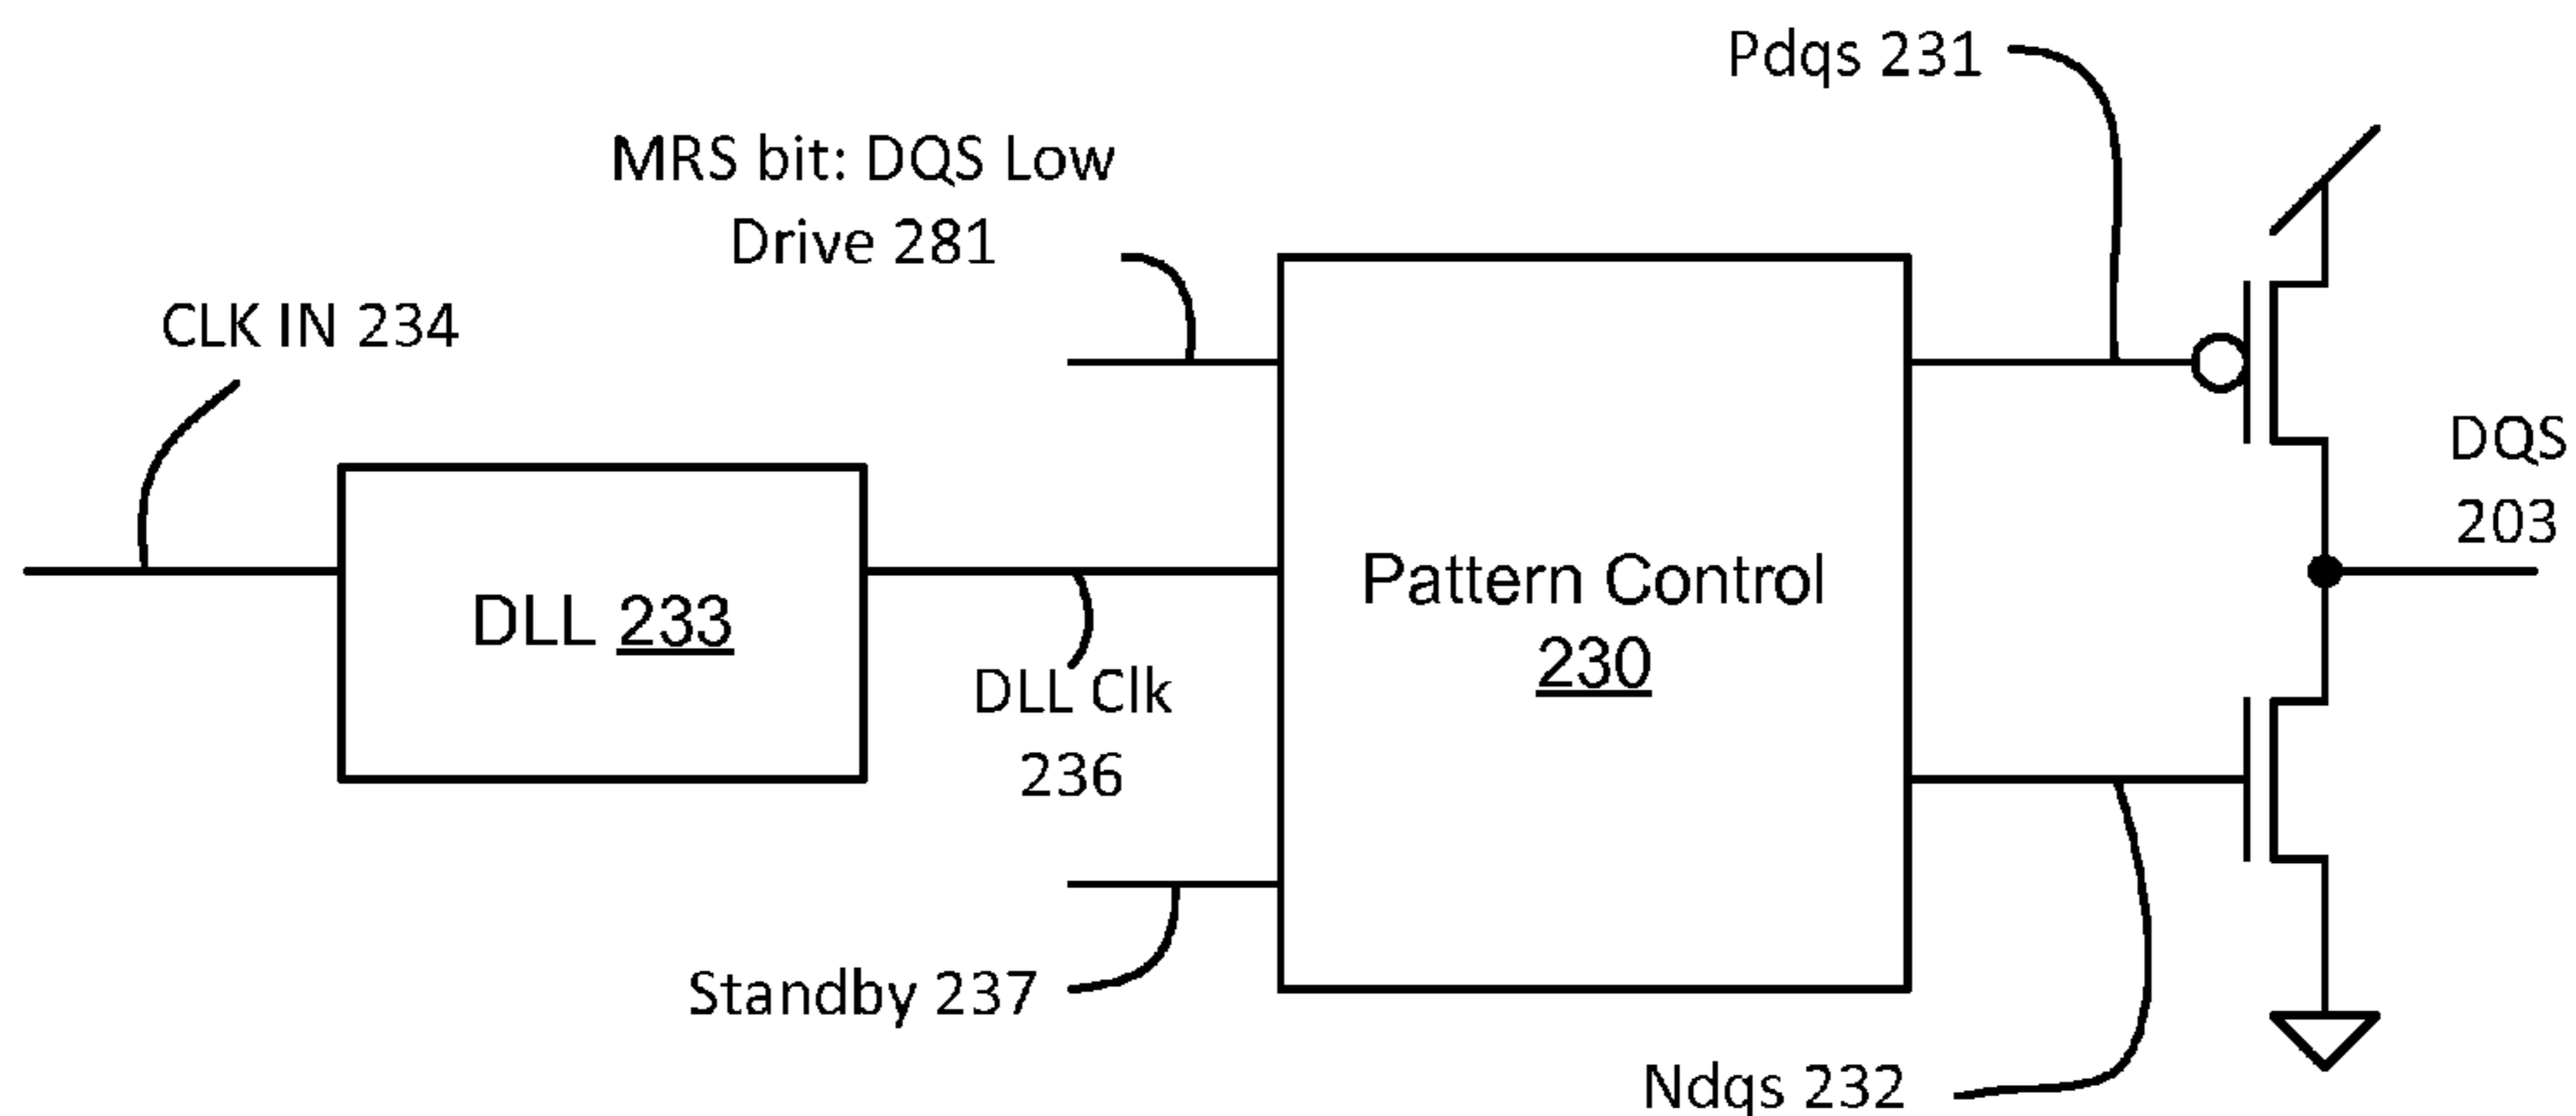 Pdqs 231
MRS bit: DQS Low
Drive 281
CLK IN 234
DQS
203
DLL 233
Pattern Control
230
DLL Clk
236
Standby 237
Ndqs 232